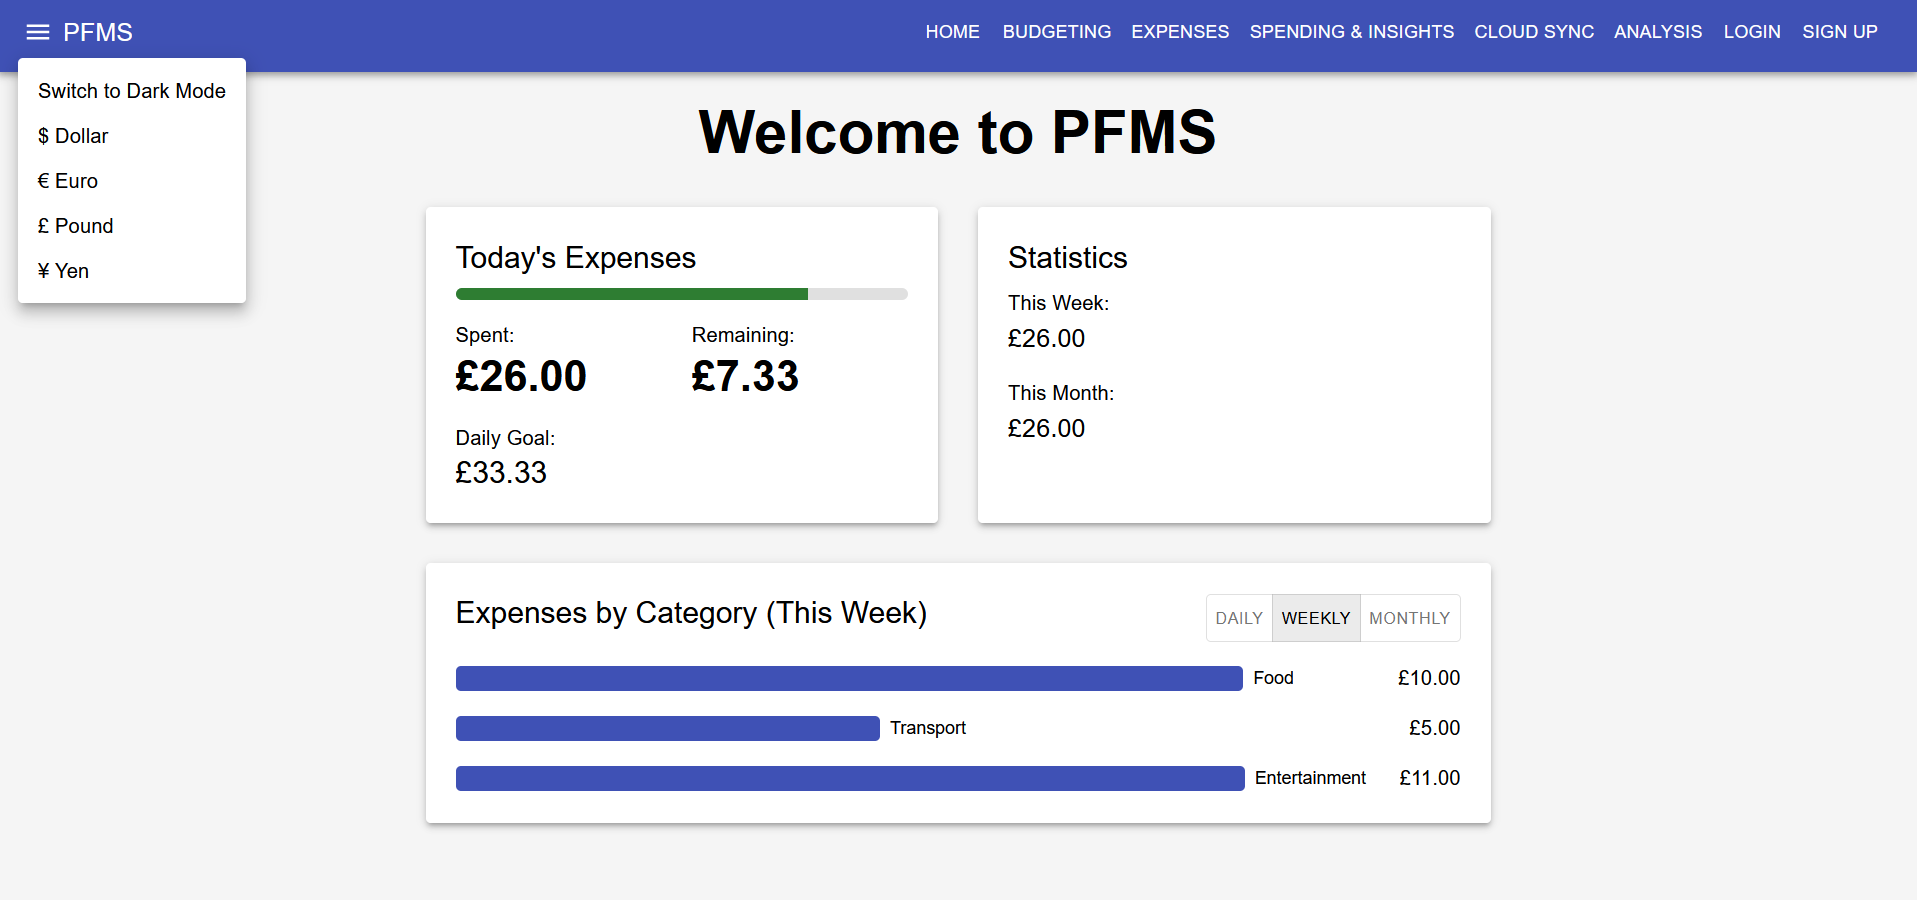 PFMS
HOME BUDGETING EXPENSES SPENDING & INSIGHTS CLOUD SYNC ANALYSIS LOGIN SIGN UP
Switch to Dark Mode
$ Dollar
€ Euro
£ Pound
¥ Yen
Welcome to PFMS
Today's Expenses
Spent:
£26.00
Remaining:
£7.33
Daily Goal:
£33.33
Statistics
This Week:
£26.00
This Month:
£26.00
Expenses by Category (This Week)
DAILY WEEKLY MONTHLY
Food £10.00
Transport £5.00
Entertainment £11.00